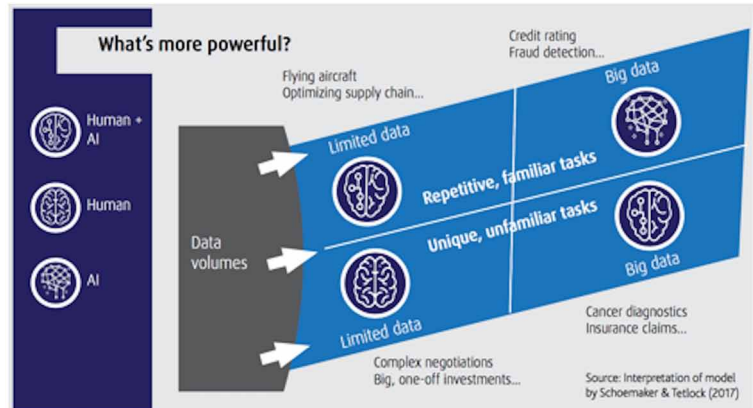 What's more powerful?
Human +
AI
Human
AI
Data
volumes
Flying aircraft
Optimizing supply chain...
Credit rating
Fraud detection...
Limited data
Big data
Repetitive, familiar tasks
Unique, unfamiliar tasks
Limited data
Big data
Complex negotiations
Big, one-off investments...
Cancer diagnostics
Insurance claims...
Source: Interpretation of model
by Schoemaker & Tetlock (2017)